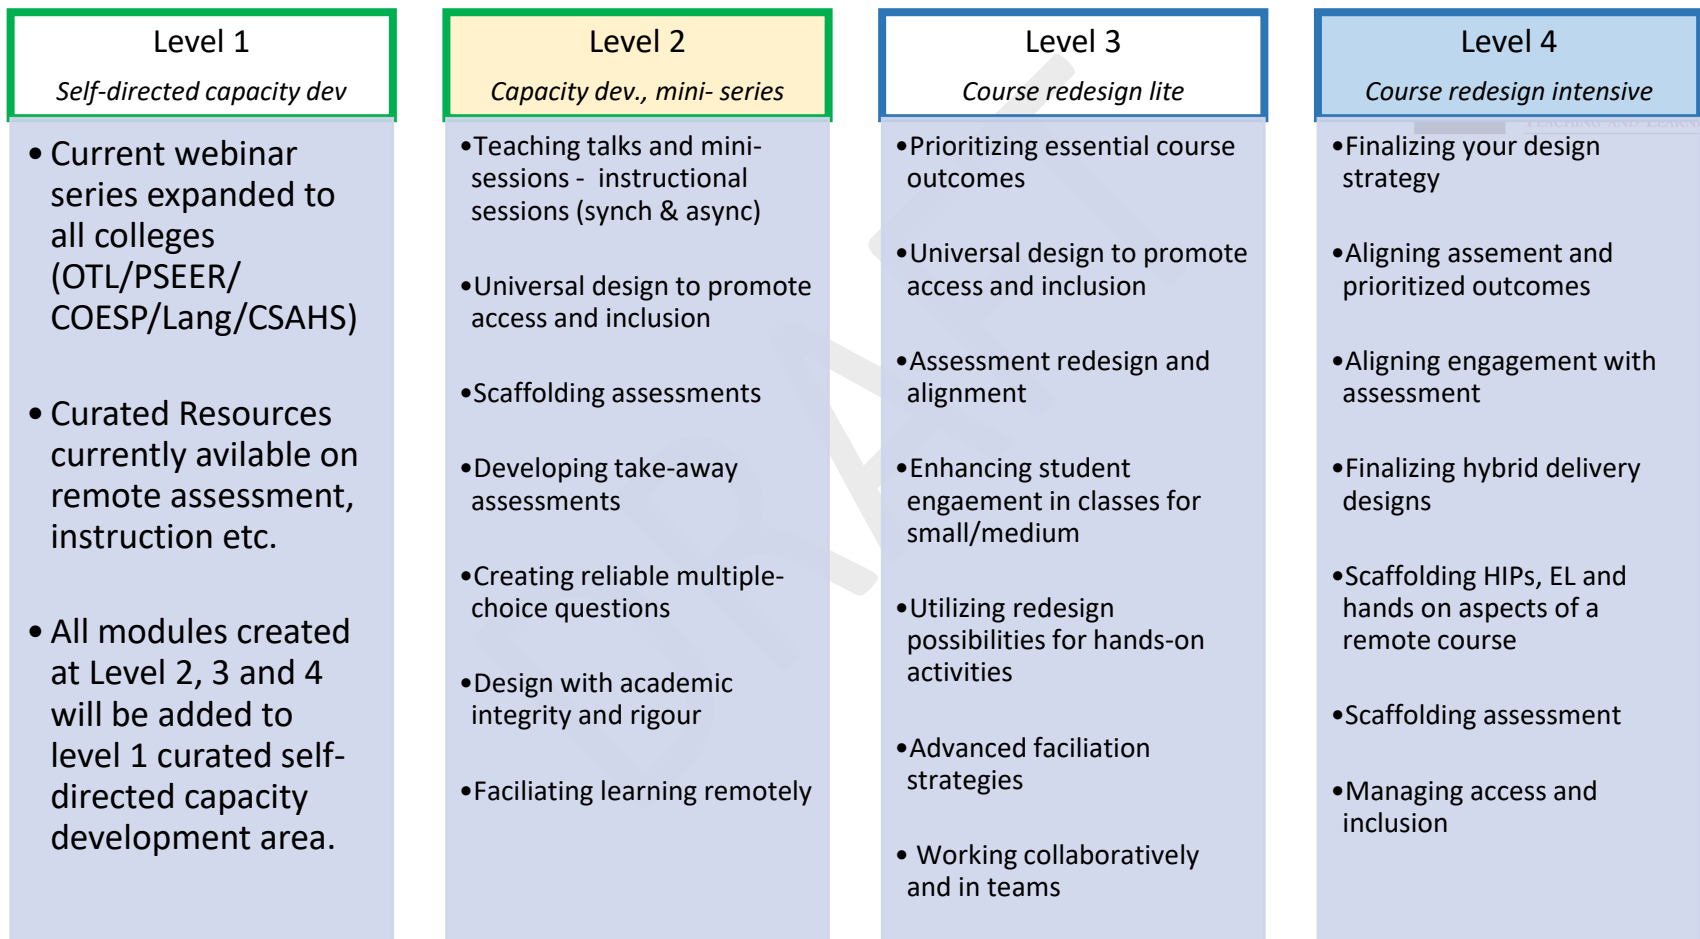 Level 1
Self-directed capacity dev
• Current webinar
series expanded to
all colleges
(OTL/PSEER/
COESP/Lang/CSAHS)
• Curated Resources
currently avilable on
remote assessment,
instruction etc.
• All modules created
at Level 2, 3 and 4
will be added to
level 1 curated self-
directed capacity
development area.
Level 2
Capacity dev., mini- series
•Teaching talks and mini-
sessions - instructional
sessions (synch & async)
•Universal design to promote
access and inclusion
•Scaffolding assessments
•Developing take-away
assessments
•Creating reliable multiple-
choice questions
•Design with academic
integrity and rigour
•Faciliating learning remotely
Level 3
Course redesign lite
•Prioritizing essential course
outcomes
•Universal design to promote
access and inclusion
•Assessment redesign and
alignment
•Enhancing student
engaement in classes for
small/medium
•Utilizing redesign
possibilities for hands-on
activities
•Advanced faciliation
strategies
• Working collaboratively
and in teams
Level 4
Course redesign intensive
TEACHING AND LEARN
•Finalizing your design
strategy
•Aligning assement and
prioritized outcomes
•Aligning engagement with
assessment
•Finalizing hybrid delivery
designs
•Scaffolding HIPs, EL and
hands on aspects of a
remote course
•Scaffolding assessment
•Managing access and
inclusion
DRAFT